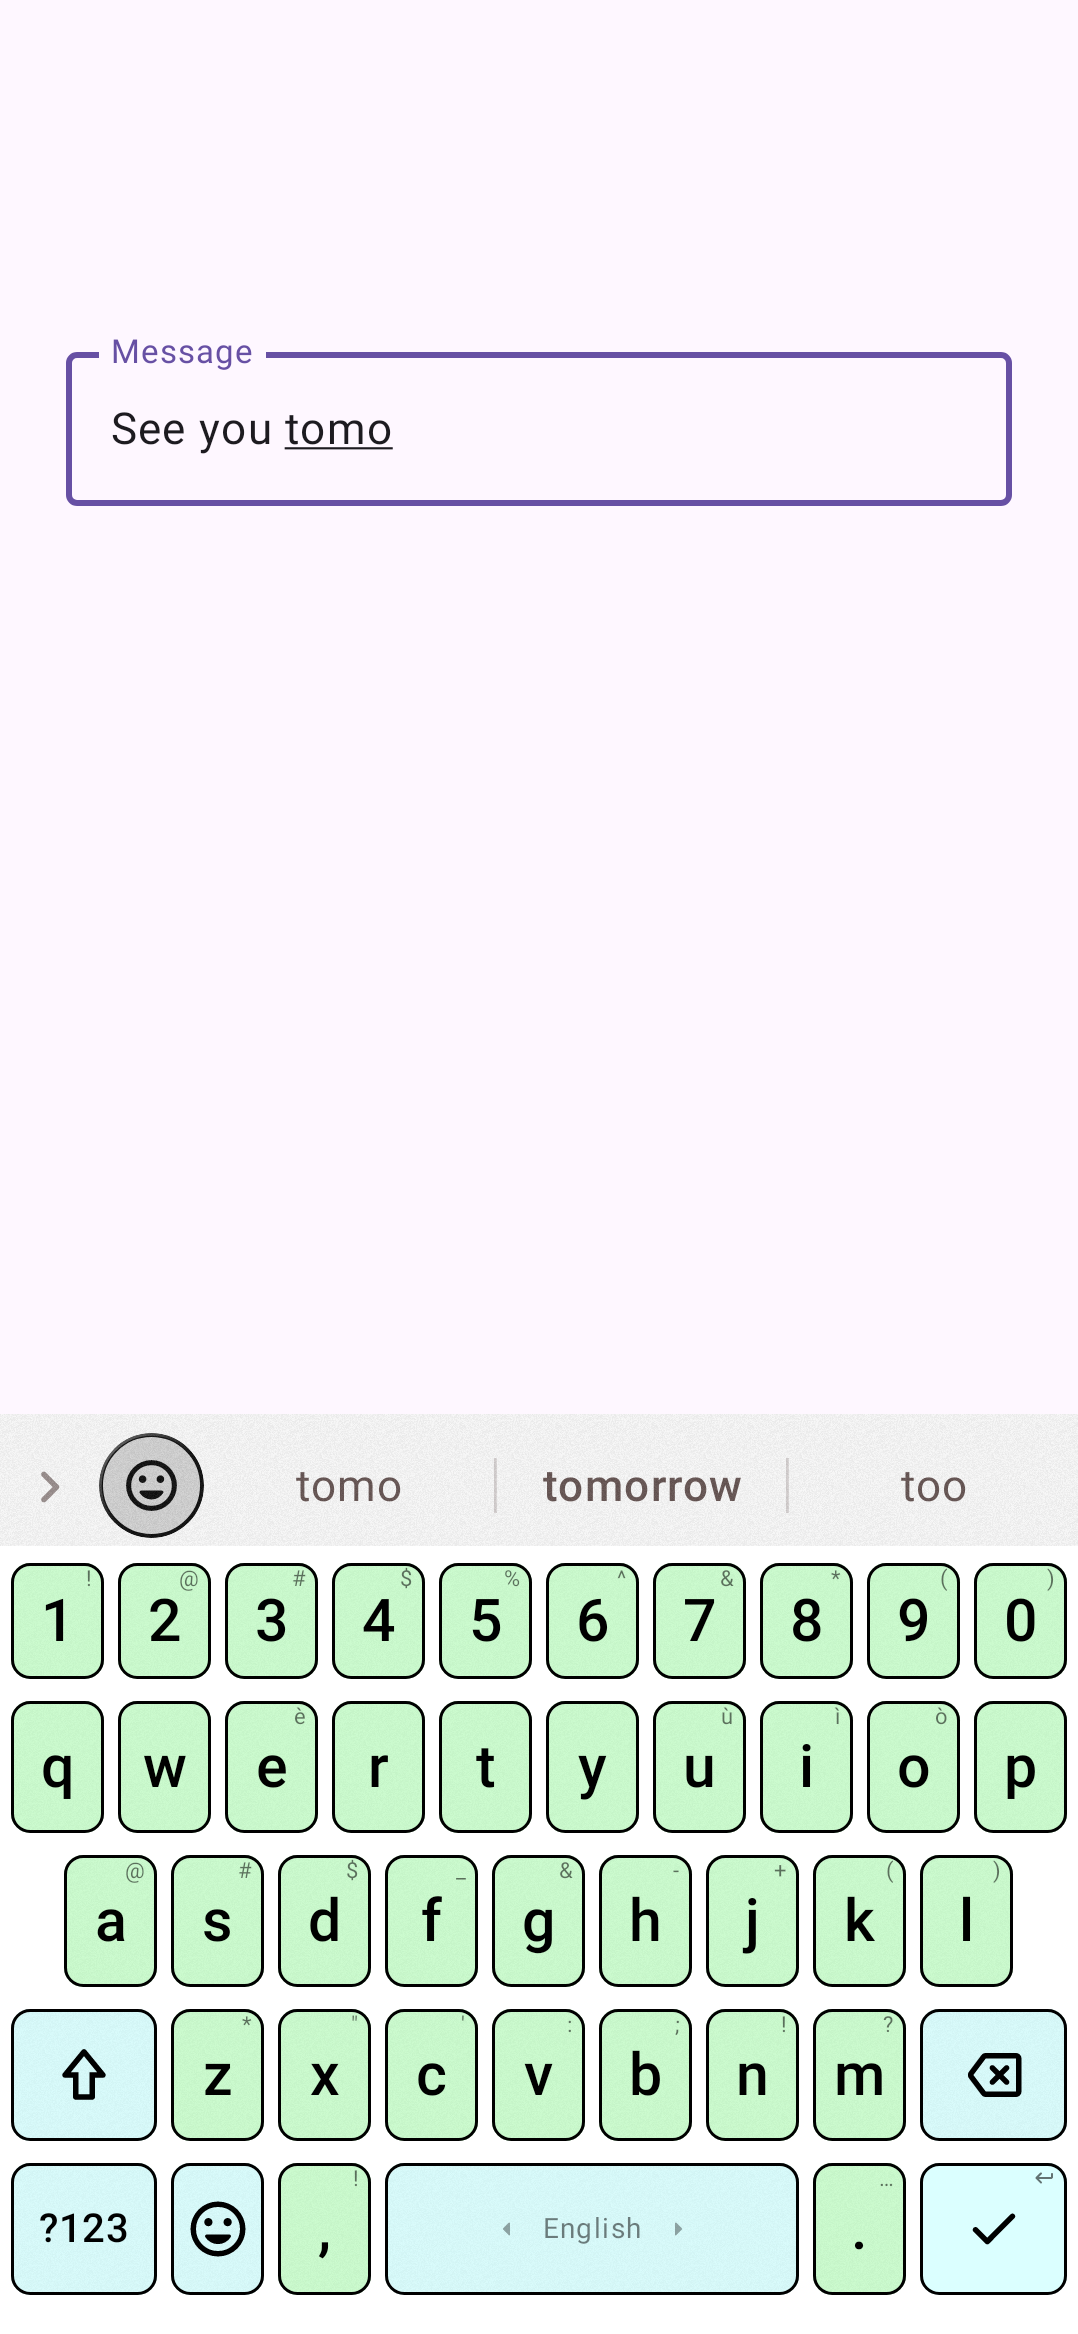 Message
See you tomo
tomo tomorrow too
! @ # $ % ^ & * ( )
1 2 3 4 5 6 7 8 9 0
è ù ì ò
q w e r t y u i o p
@ # $ _ & - + ( )
a s d f g h j k l
* " ' : ; ! ?
z x c v b n m
! …
?123 , English .